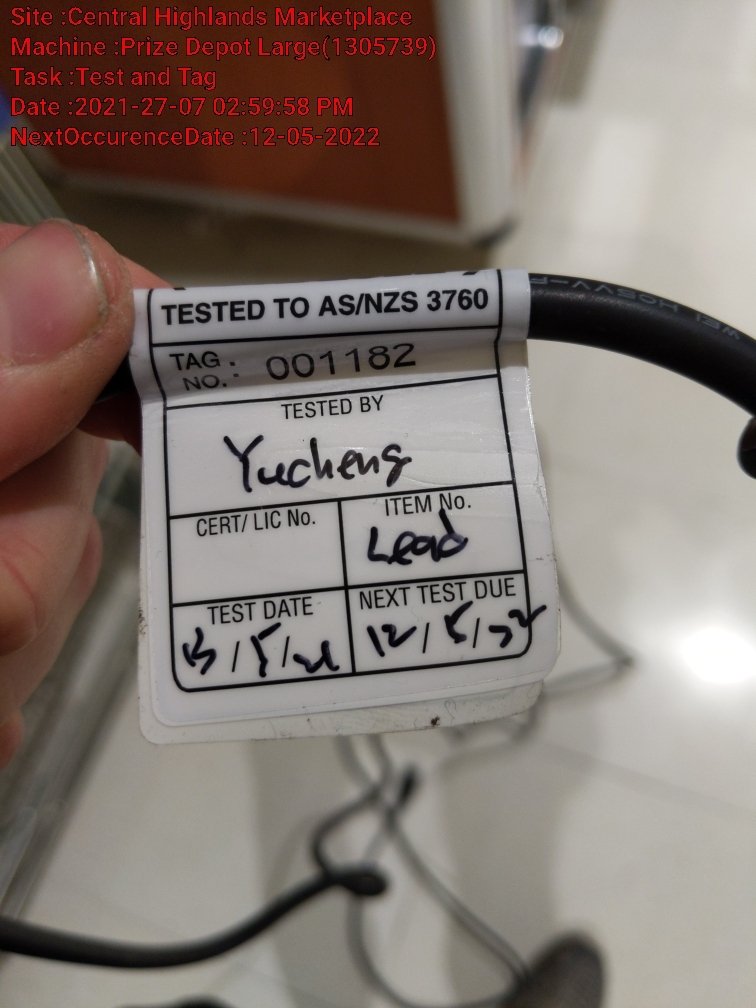 Site :Central Highlands Marketplace
Machine :Prize Depot Large(1305739)
Task :Test and Tag
Date :2021-27-07 02:59:58 PM
NextOccurenceDate :12-05-2022
TESTED TO AS/NZS 3760
TAG NO.: 001182
TESTED BY
Yucheng
CERT/ LIC No.
ITEM No.
Lead
TEST DATE
NEXT TEST DUE
13/5/21
12/5/22
H05VV-F